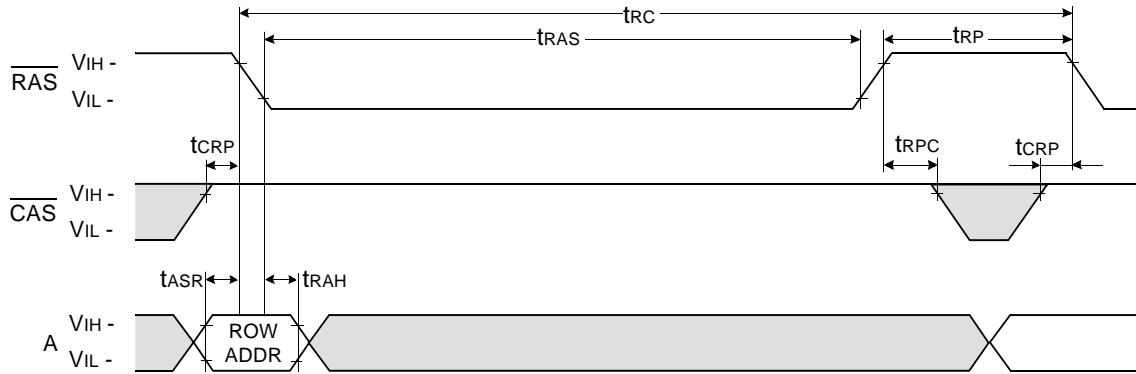 tRC
tRAS
tRP
RAS
VIH -
VIL -
tCRP
tRPC
tCRP
CAS
VIH -
VIL -
tASR
tRAH
A
VIH -
VIL -
ROW
ADDR